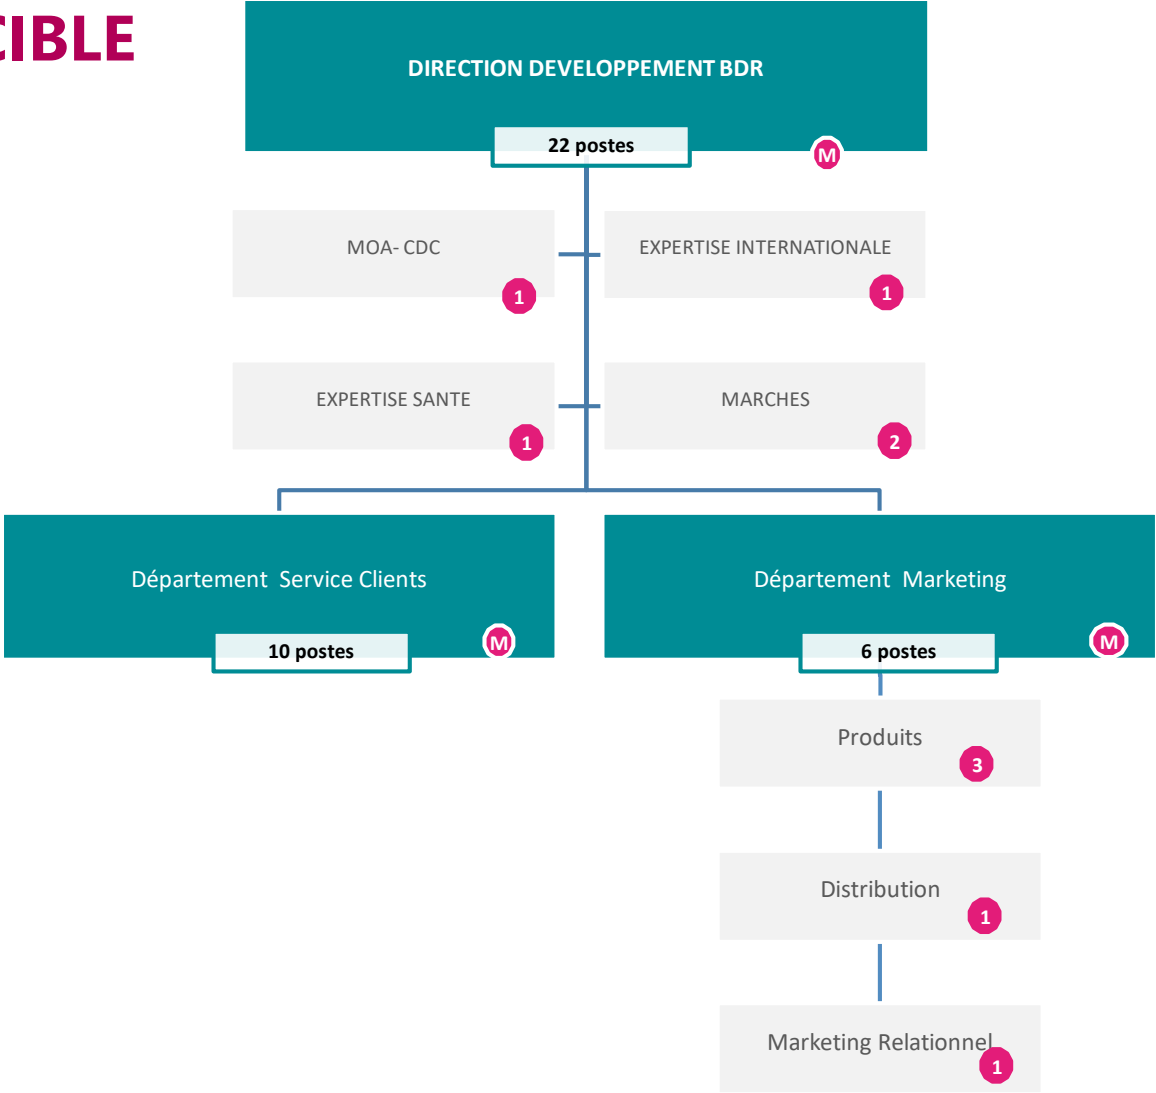 CIBLE
DIRECTION DEVELOPPEMENT BDR
22 postes
M
MOA- CDC
1
EXPERTISE INTERNATIONALE
1
EXPERTISE SANTE
1
MARCHES
2
Département Service Clients
10 postes
M
Département Marketing
6 postes
M
Produits
3
Distribution
1
Marketing Relationnel
1